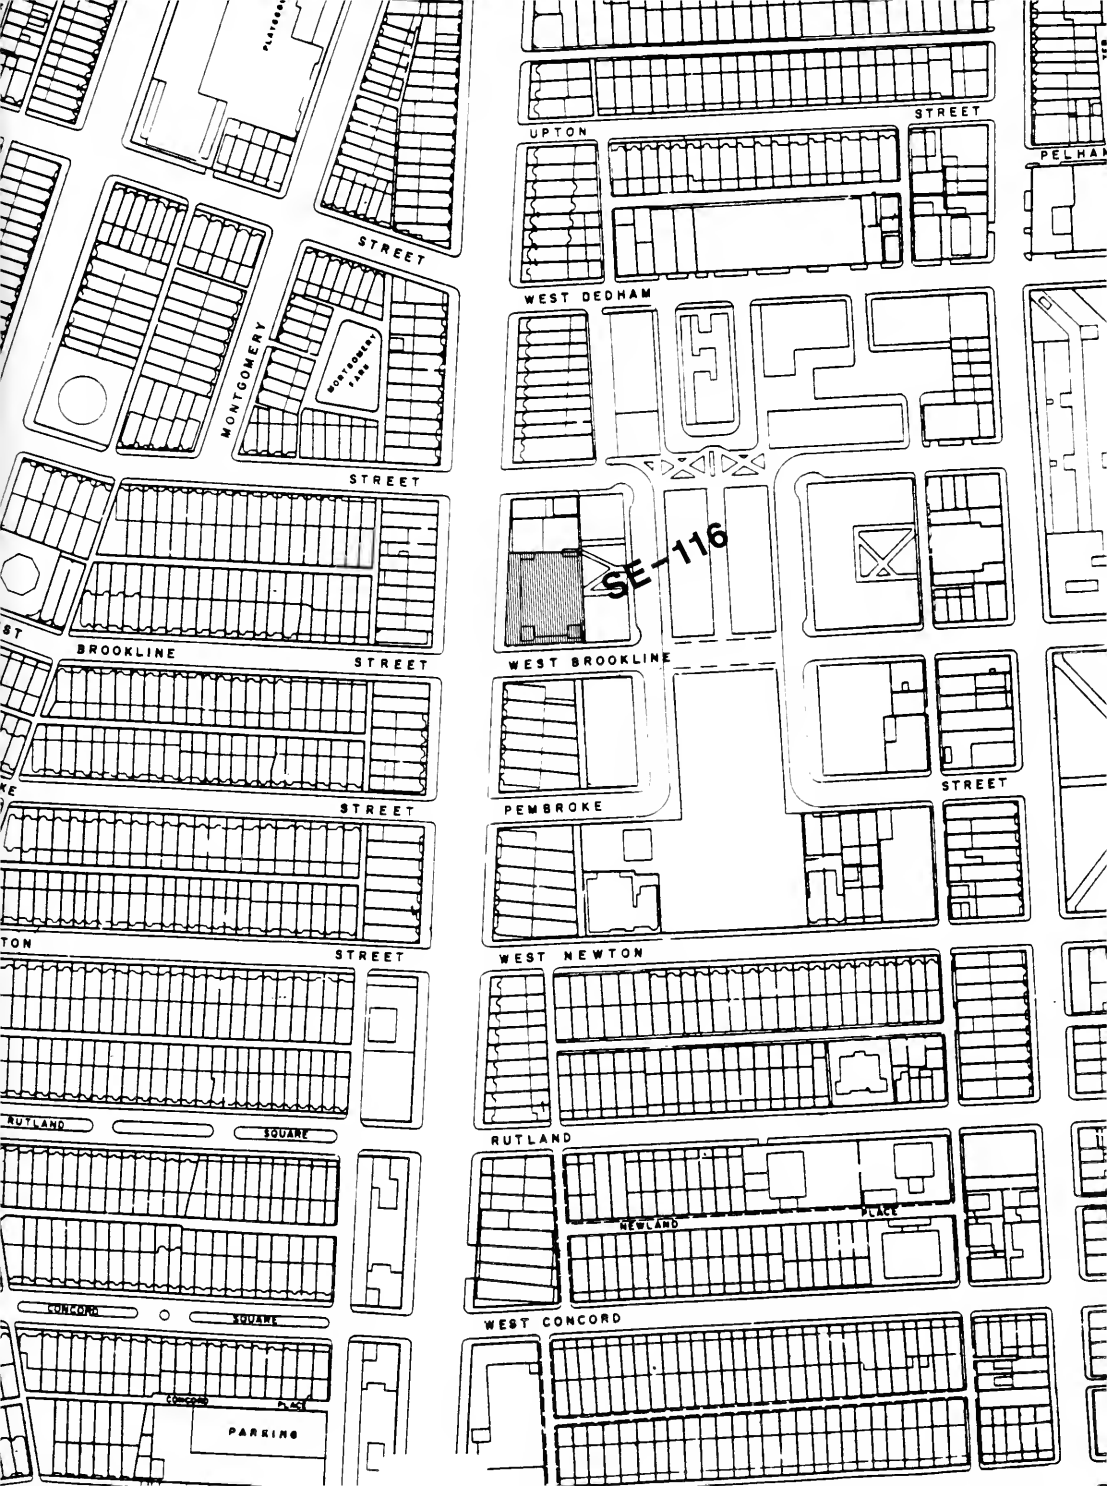 STREET
UPTON
PELHAM
STREET
WEST DEDHAM
MONTGOMERY
MONTGOMERY
PARK
STREET
SE-116
BROOKLINE
STREET
WEST BROOKLINE
STREET
PEMBROKE
STREET
TON
STREET
WEST NEWTON
RUTLAND
SQUARE
RUTLAND
NEWLAND
PLACE
CONCORD
SQUARE
WEST CONCORD
CONCORD
PLACE
PARKING